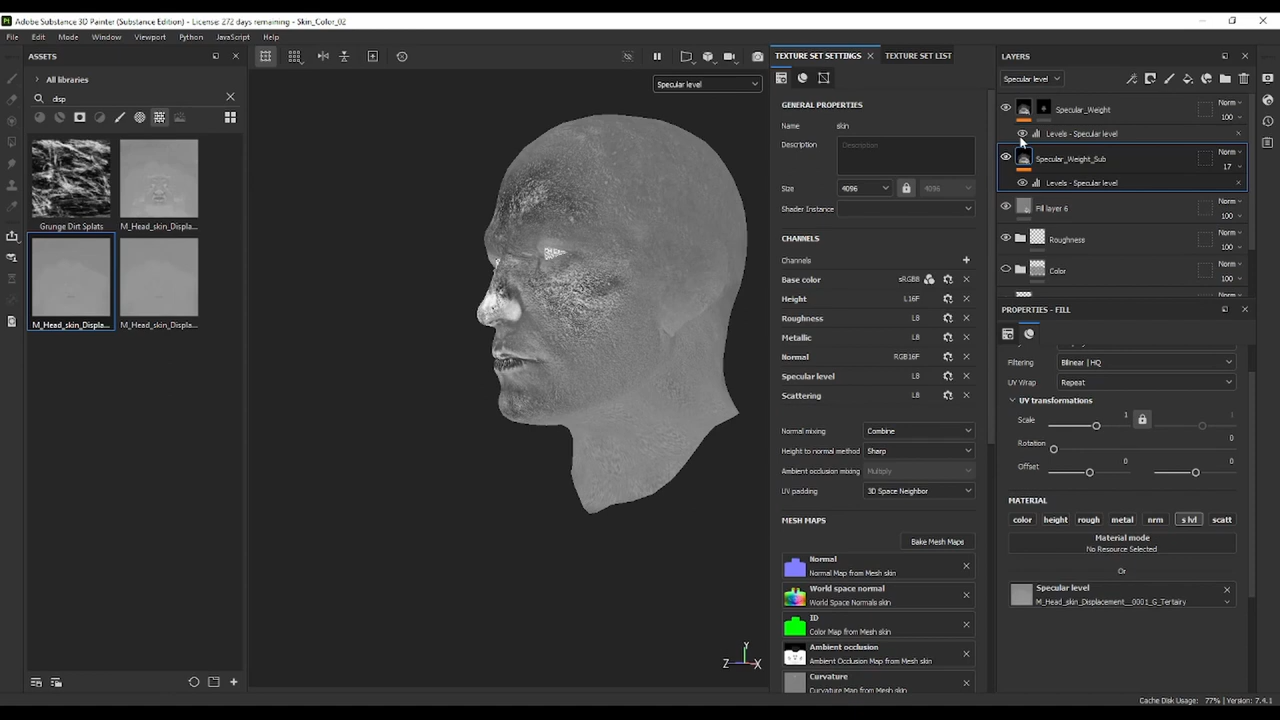 Adobe Substance 3D Painter (Substance Edition) - License: 272 days remaining - Skin_Color_02
File Edit Mode Window Viewport Python JavaScript Help
ASSETS
All libraries
disp
Grunge Dirt Splats
M_Head_skin_Displa...
M_Head_skin_Displa...
M_Head_skin_Displa...
Specular level
Z
Y
X
TEXTURE SET SETTINGS
TEXTURE SET LIST
GENERAL PROPERTIES
Name skin
Description Description
Size 4096 4096
Shader Instance
CHANNELS
Channels
Base color sRGB8
Height L16F
Roughness L8
Metallic L8
Normal RGB16F
Specular level L8
Scattering L8
Normal mixing Combine
Height to normal method Sharp
Ambient occlusion mixing Multiply
UV padding 3D Space Neighbor
MESH MAPS
Bake Mesh Maps
Normal
Normal Map from Mesh skin
World space normal
World Space Normals skin
ID
Color Map from Mesh skin
Ambient occlusion
Ambient Occlusion Map from Mesh skin
Curvature
Curvature Map from Mesh skin
LAYERS
Specular level
Specular_Weight Norm 100
Levels - Specular level
Specular_Weight_Sub Norm 17
Levels - Specular level
Fill layer 6 Norm 100
Roughness Norm 100
Color Norm 100
PROPERTIES - FILL
Filtering Bilinear | HQ
UV Wrap Repeat
UV transformations
Scale 1 1
Rotation 0
Offset 0 0
MATERIAL
color height rough metal nrm s lvl scatt
Material mode
No Resource Selected
Or
Specular level
M_Head_skin_Displacement__0001_G_Tertairy
Cache Disk Usage: 77% | Version: 7.4.1